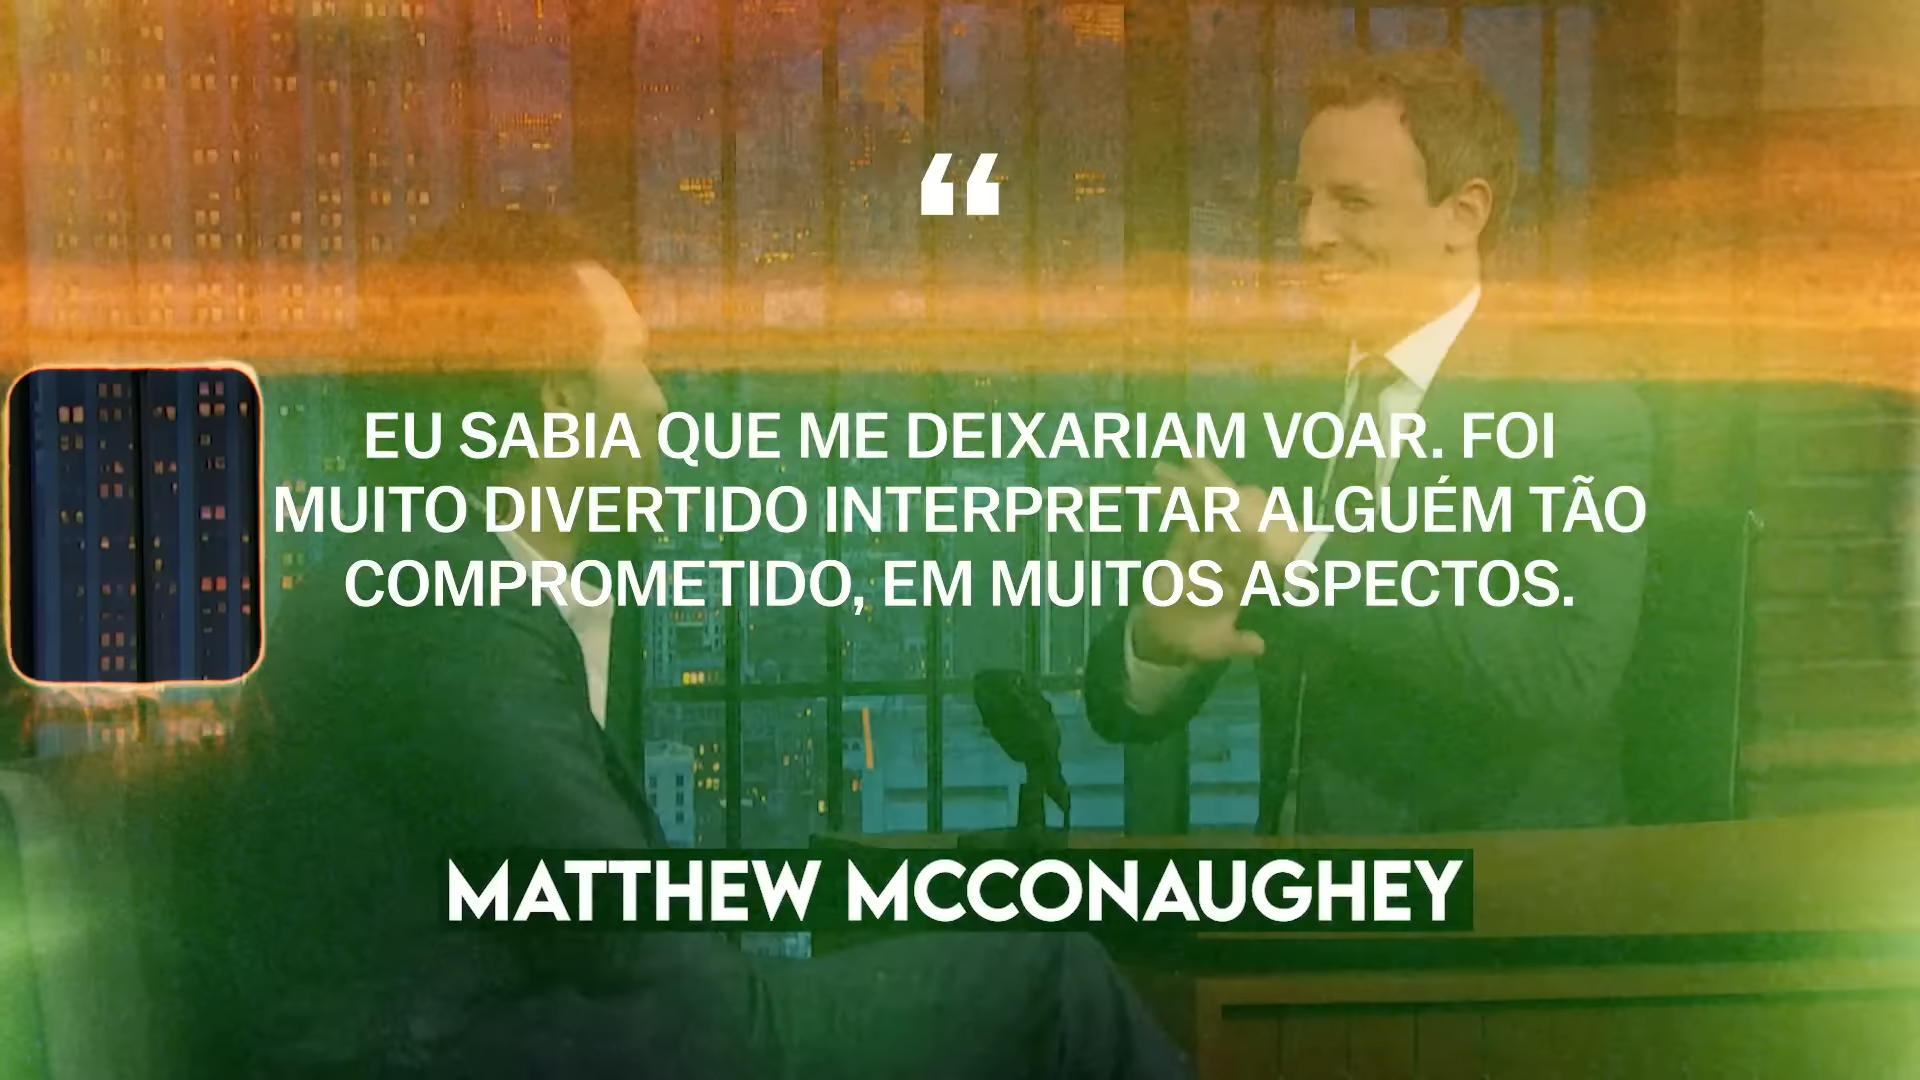 “
EU SABIA QUE ME DEIXARIAM VOAR. FOI
MUITO DIVERTIDO INTERPRETAR ALGUÉM TÃO
COMPROMETIDO, EM MUITOS ASPECTOS.
MATTHEW MCCONAUGHEY